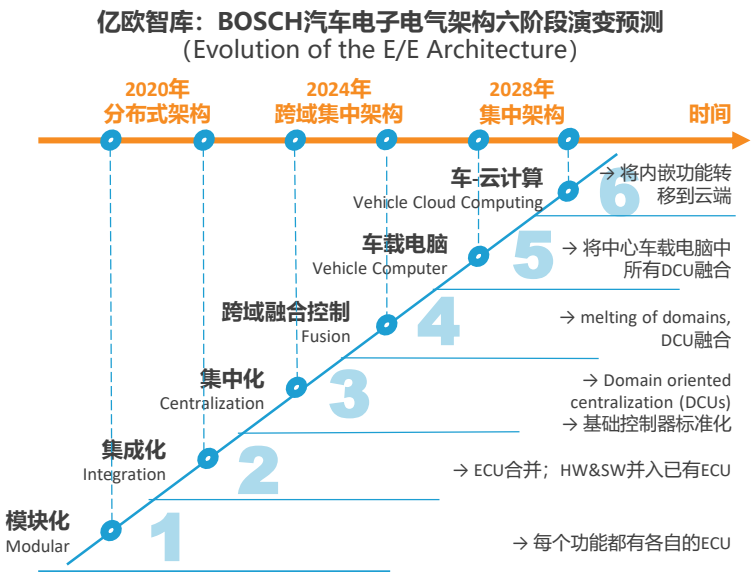 亿欧智库：BOSCH汽车电子电气架构六阶段演变预测
（Evolution of the E/E Architecture）
2020年
分布式架构
2024年
跨域集中架构
2028年
集中架构
时间
车-云计算
Vehicle Cloud Computing
6
→ 将内嵌功能转
移到云端
车载电脑
Vehicle Computer
5
→ 将中心车载电脑中
所有DCU融合
跨域融合控制
Fusion
4
→ melting of domains,
DCU融合
集中化
Centralization
3
→ Domain oriented
centralization (DCUs)
→ 基础控制器标准化
集成化
Integration
2
→ ECU合并；HW&SW并入已有ECU
模块化
Modular
1
→ 每个功能都有各自的ECU